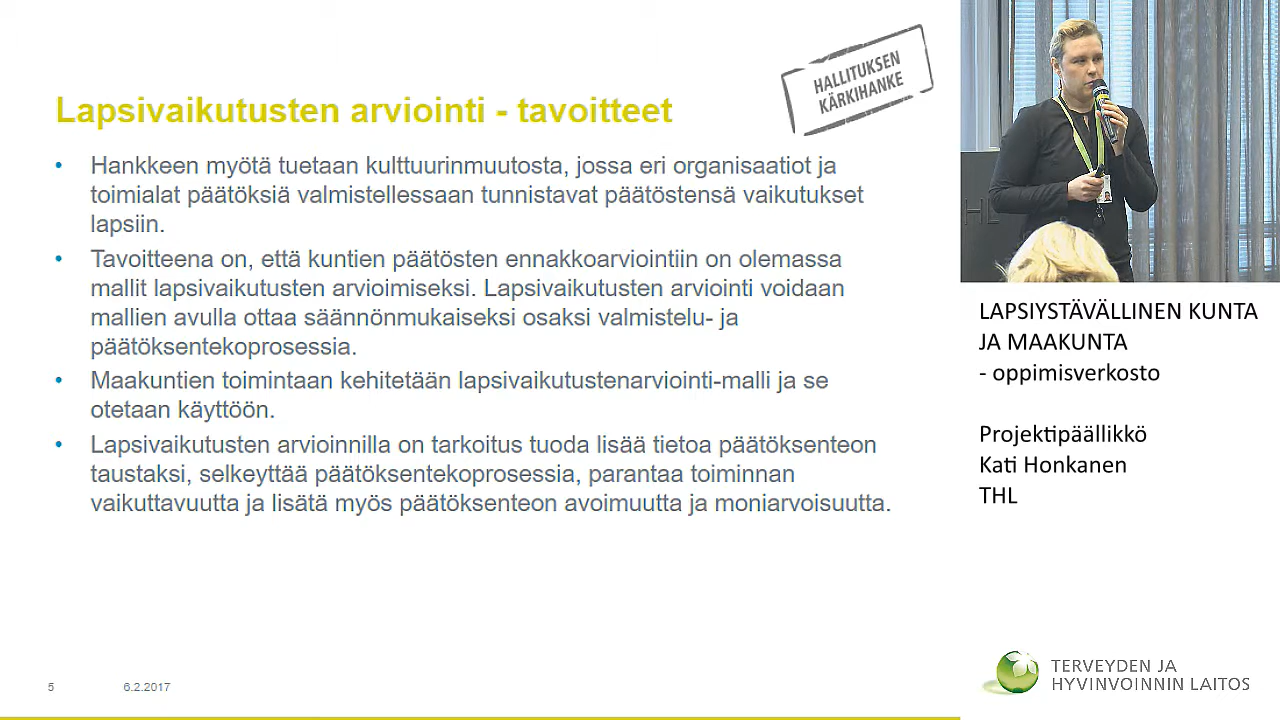 HALLITUKSEN
KÄRKIHANKE
Lapsivaikutusten arviointi - tavoitteet
• Hankkeen myötä tuetaan kulttuurinmuutosta, jossa eri organisaatiot ja
toimialat päätöksiä valmistellessaan tunnistavat päätöstensä vaikutukset
lapsiin.
• Tavoitteena on, että kuntien päätösten ennakkoarviointiin on olemassa
mallit lapsivaikutusten arvioimiseksi. Lapsivaikutusten arviointi voidaan
mallien avulla ottaa säännönmukaiseksi osaksi valmistelu- ja
päätöksentekoprosessia.
• Maakuntien toimintaan kehitetään lapsivaikutustenarviointi-malli ja se
otetaan käyttöön.
• Lapsivaikutusten arvioinnilla on tarkoitus tuoda lisää tietoa päätöksenteon
taustaksi, selkeyttää päätöksentekoprosessia, parantaa toiminnan
vaikuttavuutta ja lisätä myös päätöksenteon avoimuutta ja moniarvoisuutta.
5 6.2.2017
HL
LAPSIYSTÄVÄLLINEN KUNTA
JA MAAKUNTA
- oppimisverkosto
Projektipäällikkö
Kati Honkanen
THL
TERVEYDEN JA
HYVINVOINNIN LAITOS